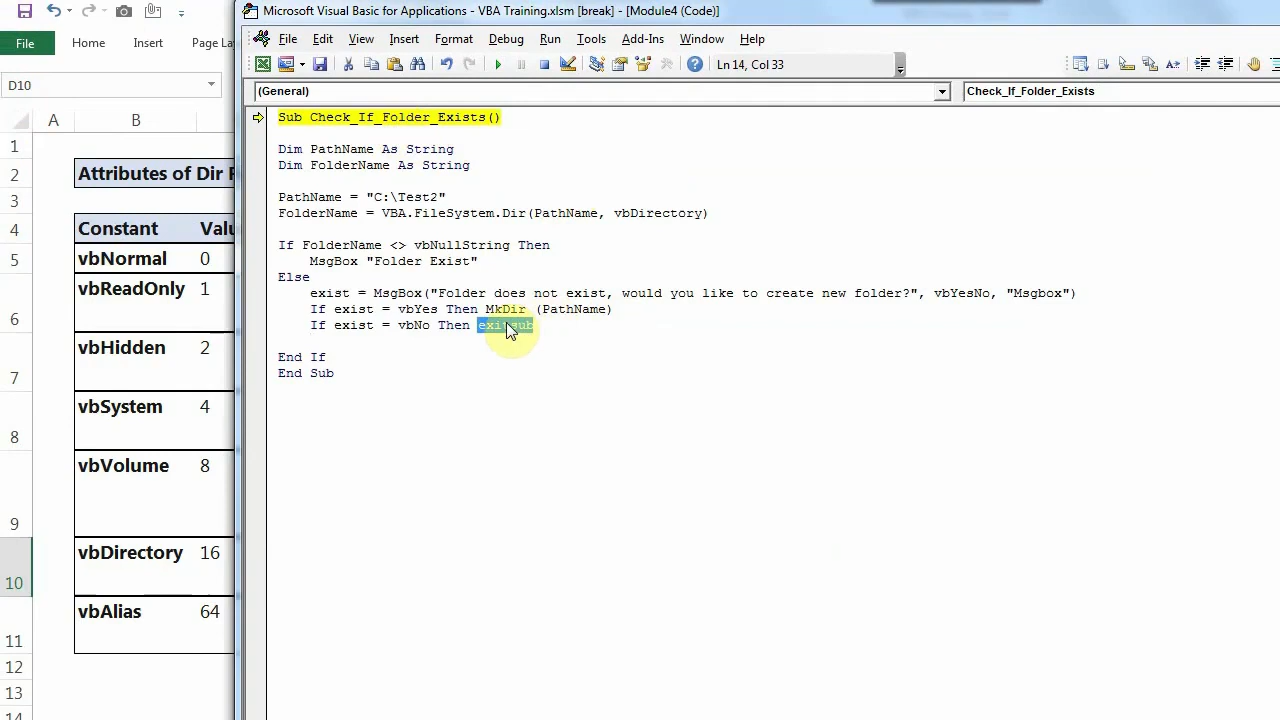 Microsoft Visual Basic for Applications - VBA Training.xlsm [break] - [Module4 (Code)]
File Edit View Insert Format Debug Run Tools Add-Ins Window Help
Ln 14, Col 33
(General)
Check_If_Folder_Exists
File Home Insert Page La
D10
A B
1
2
3
4
5
6
7
8
9
10
11
12
13
14
Attributes of Dir F
Constant Valu
vbNormal 0
vbReadOnly 1
vbHidden 2
vbSystem 4
vbVolume 8
vbDirectory 16
vbAlias 64
Sub Check_If_Folder_Exists()
Dim PathName As String
Dim FolderName As String
PathName = "C:\Test2"
FolderName = VBA.FileSystem.Dir(PathName, vbDirectory)
If FolderName <> vbNullString Then
MsgBox "Folder Exist"
Else
exist = MsgBox("Folder does not exist, would you like to create new folder?", vbYesNo, "Msgbox")
If exist = vbYes Then MkDir (PathName)
If exist = vbNo Then exitsub
End If
End Sub